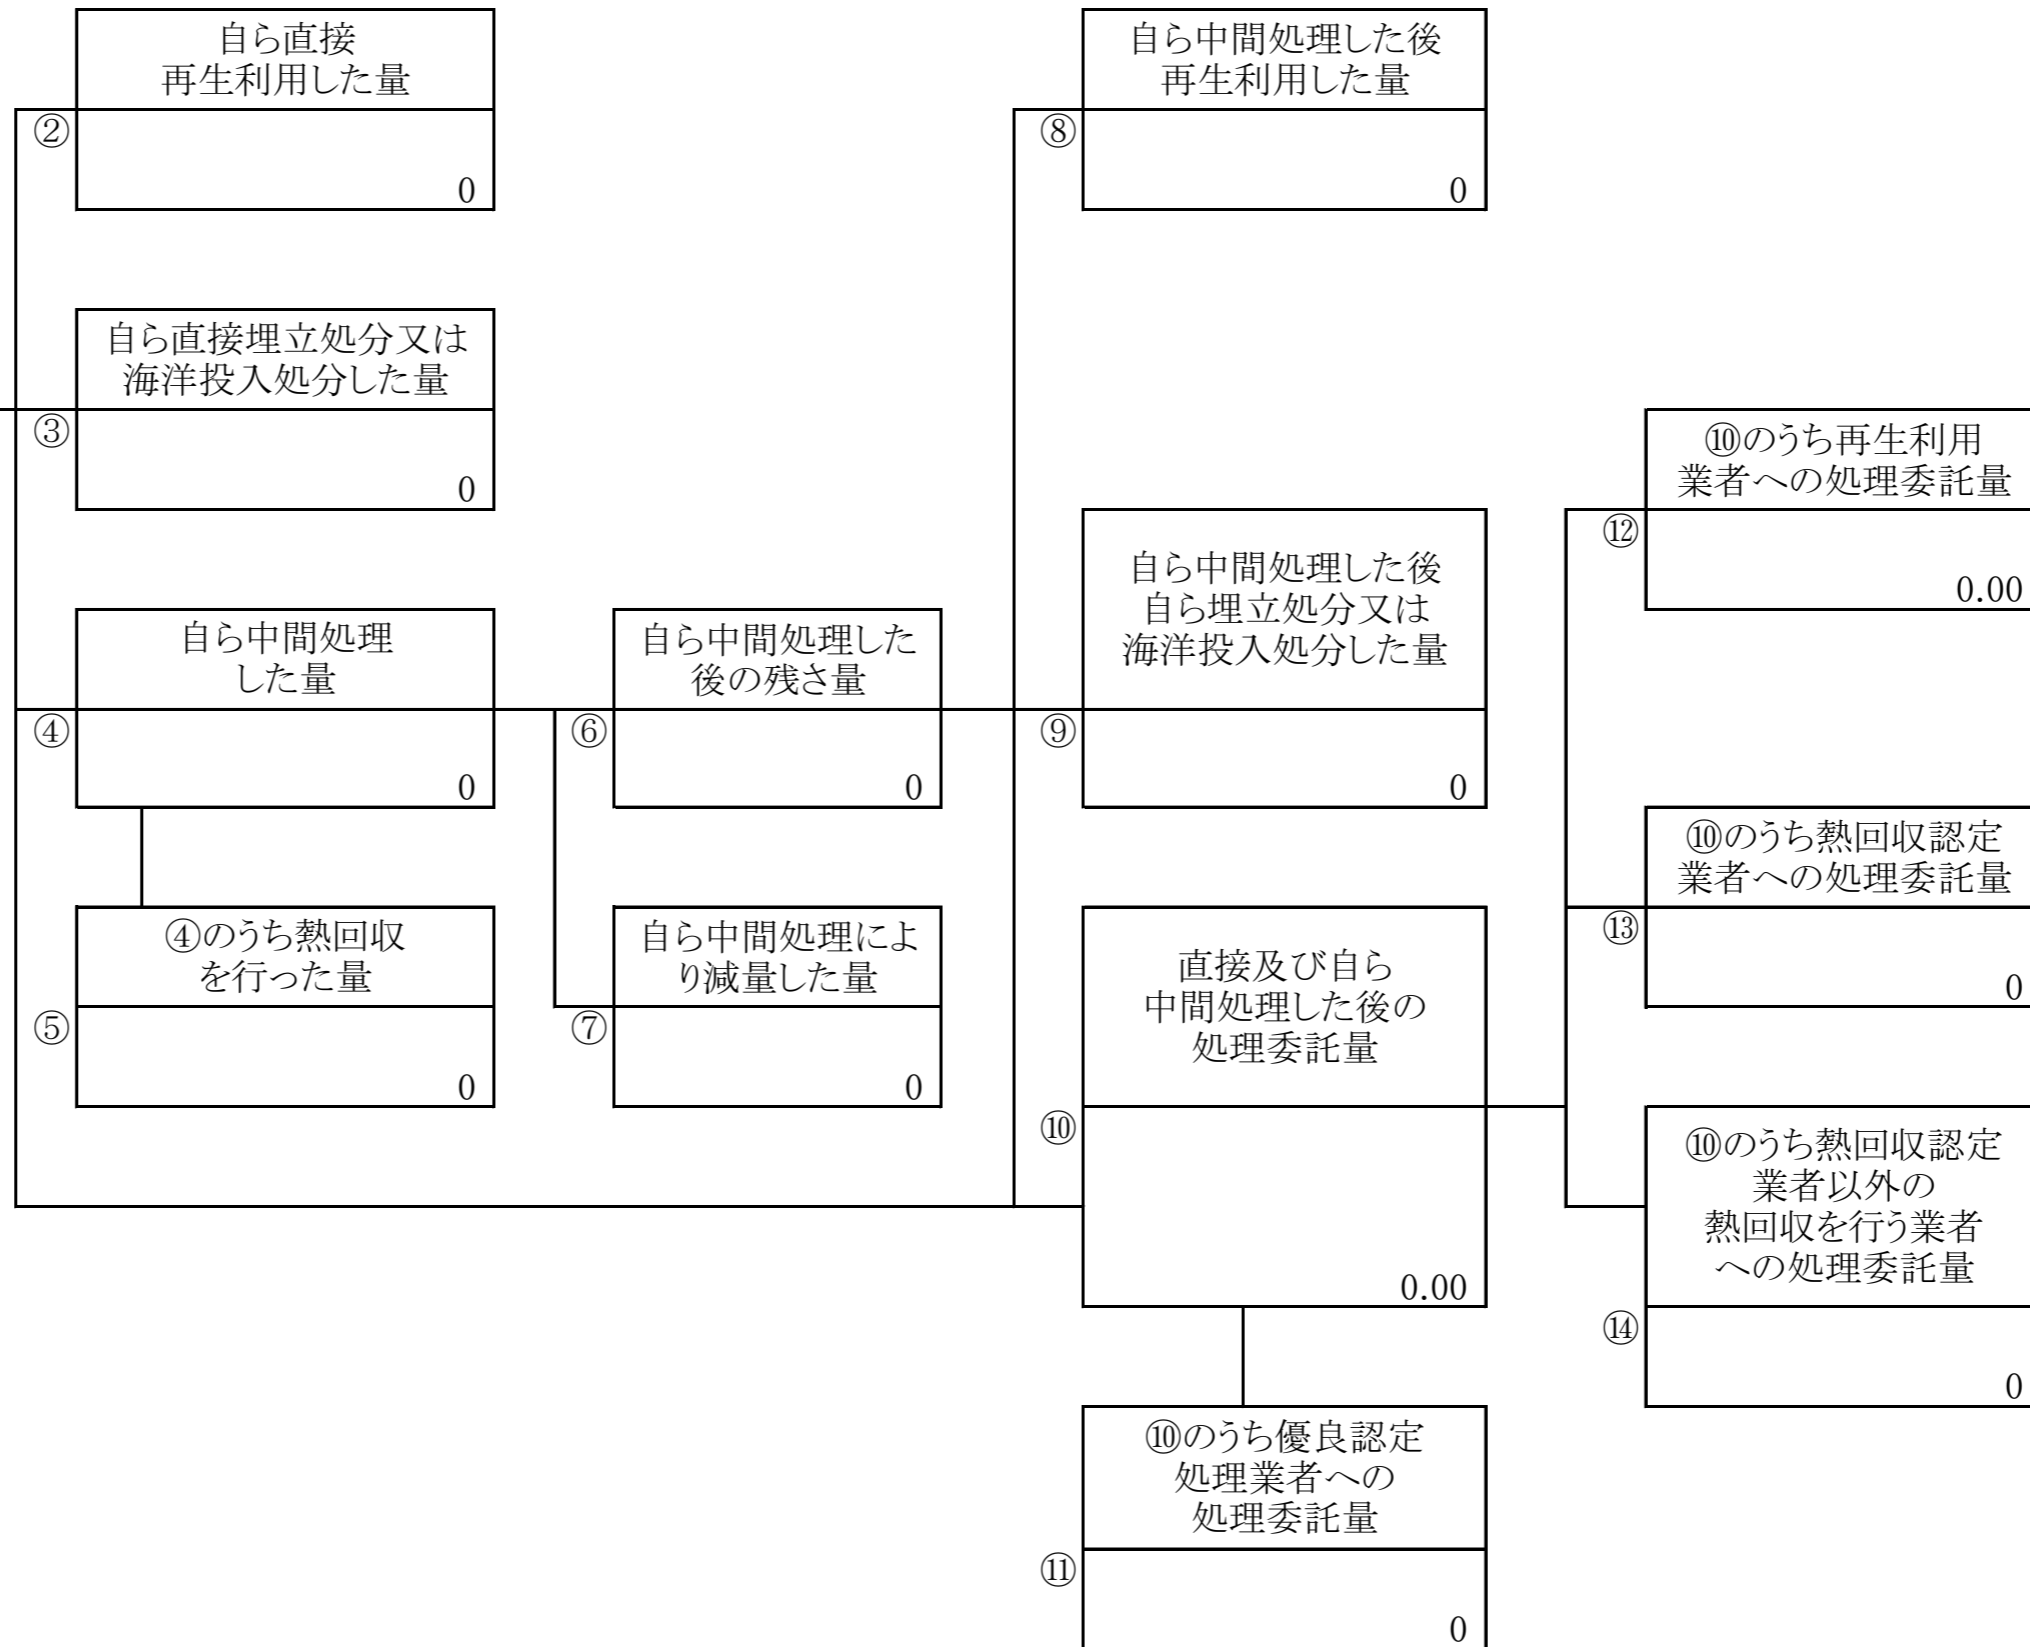 自ら直接
再生利用した量
②
0
自ら中間処理した後
再生利用した量
⑧
0
自ら直接埋立処分又は
海洋投入処分した量
③
0
⑩のうち再生利用
業者への処理委託量
⑫
0.00
自ら中間処理した後
自ら埋立処分又は
海洋投入処分した量
⑨
0
自ら中間処理
した量
④
0
自ら中間処理した
後の残さ量
⑥
0
⑩のうち熱回収認定
業者への処理委託量
⑬
0
④のうち熱回収
を行った量
⑤
0
自ら中間処理によ
り減量した量
⑦
0
直接及び自ら
中間処理した後の
処理委託量
⑩
0.00
⑩のうち熱回収認定
業者以外の
熱回収を行う業者
への処理委託量
⑭
0
⑩のうち優良認定
処理業者への
処理委託量
⑪
0